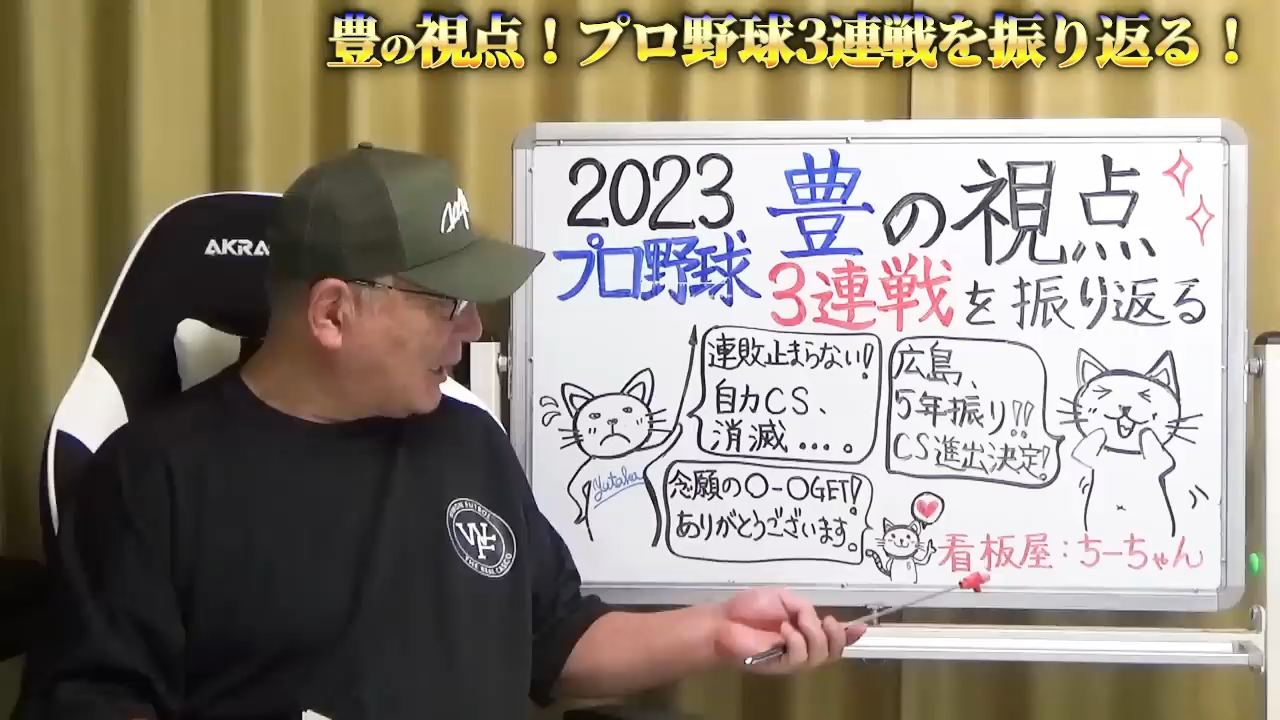 豊の視点！プロ野球3連戦を振り返る！
2023 豊の視点
プロ野球 3連戦を振り返る
連敗止まらない!
自力CS、
消滅....。
広島、
5年振り!!
CS進出決定!
念願の○-○GET!
ありがとうございます。
yutaka
看板屋:ちーちゃん
AKRA
WNF